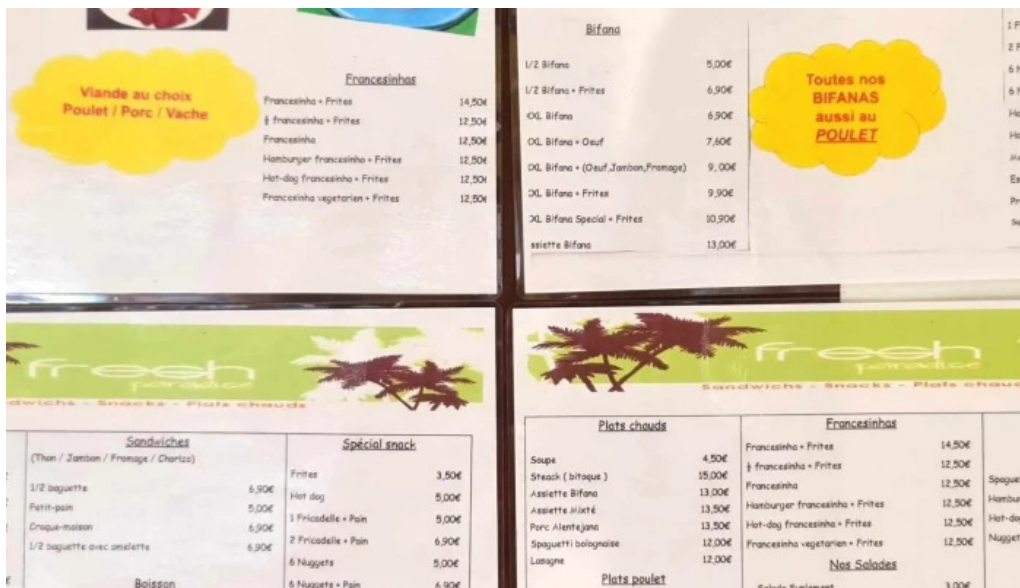 Viande au choix
Poulet / Porc / Vache
Francesinhas
Francesinha + Frites 14,50€
½ francesinha + Frites 12,50€
Francesinha 12,50€
Hamburger francesinha + Frites 12,50€
Hot-dog francesinha + Frites 12,50€
Francesinha vegetarien + Frites 12,50€
Bifana
1/2 Bifana 5,00€
1/2 Bifana + Frites 6,90€
XL Bifana 6,90€
XL Bifana + Oeuf 7,60€
XL Bifana + (Oeuf,Jambon,Fromage) 9,00€
XL Bifana + Frites 9,90€
XL Bifana Special + Frites 10,90€
ssiette Bifana 13,00€
Toutes nos
BIFANAS
aussi au
POULET
fresh
paradice
dwichs - Snacks - Plats chauds
Sandwiches
(Thon / Jambon / Fromage / Chorizo)
1/2 baguette 6,90€
Petit-pain 5,00€
Croque-maison 6,90€
1/2 baguette avec omelette 6,90€
Boisson
Spécial snack
Frites 3,50€
Hot dog 5,00€
1 Fricadelle + Pain 5,00€
2 Fricadelle + Pain 6,90€
6 Nuggets 5,00€
6 Nuggets + Pain 6,90€
fresh
paradice
Sandwichs - Snacks - Plats chauds
Plats chauds
Soupe 4,50€
Steack ( bitoque ) 15,00€
Assiette Bifana 13,00€
Assiette Mixté 13,50€
Porc Alentejana 13,50€
Spaguetti bolognaise 12,00€
Lasagne 12,00€
Plats poulet
Francesinhas
Francesinha + Frites 14,50€
½ francesinha + Frites 12,50€
Francesinha 12,50€
Hamburger francesinha + Frites 12,50€
Hot-dog francesinha + Frites 12,50€
Francesinha vegetarien + Frites 12,50€
Nos Salades
Salade Suplement 3,00€
Spague
Hambur
Hot-do
Nugget